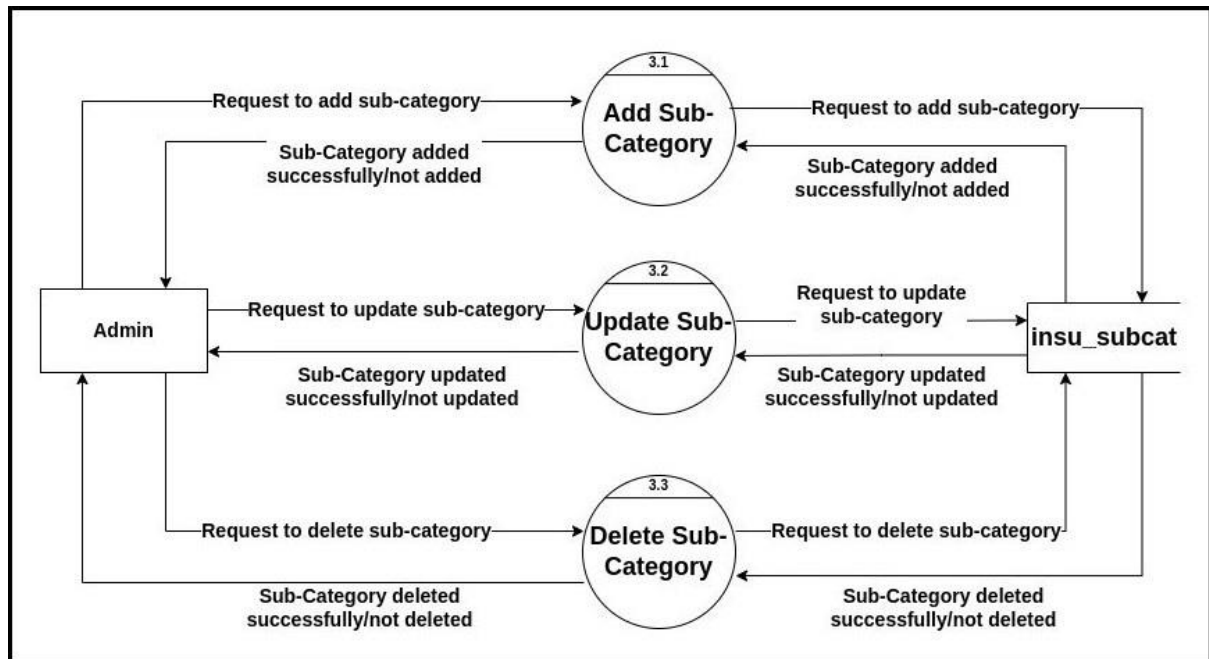 3.1
Add Sub-
Category
Request to add sub-category
Request to add sub-category
Sub-Category added
successfully/not added
Sub-Category added
successfully/not added
3.2
Update Sub-
Category
Admin
Request to update sub-category
Request to update
sub-category
insu_subcat
Sub-Category updated
successfully/not updated
Sub-Category updated
successfully/not updated
3.3
Delete Sub-
Category
Request to delete sub-category
Request to delete sub-category
Sub-Category deleted
successfully/not deleted
Sub-Category deleted
successfully/not deleted